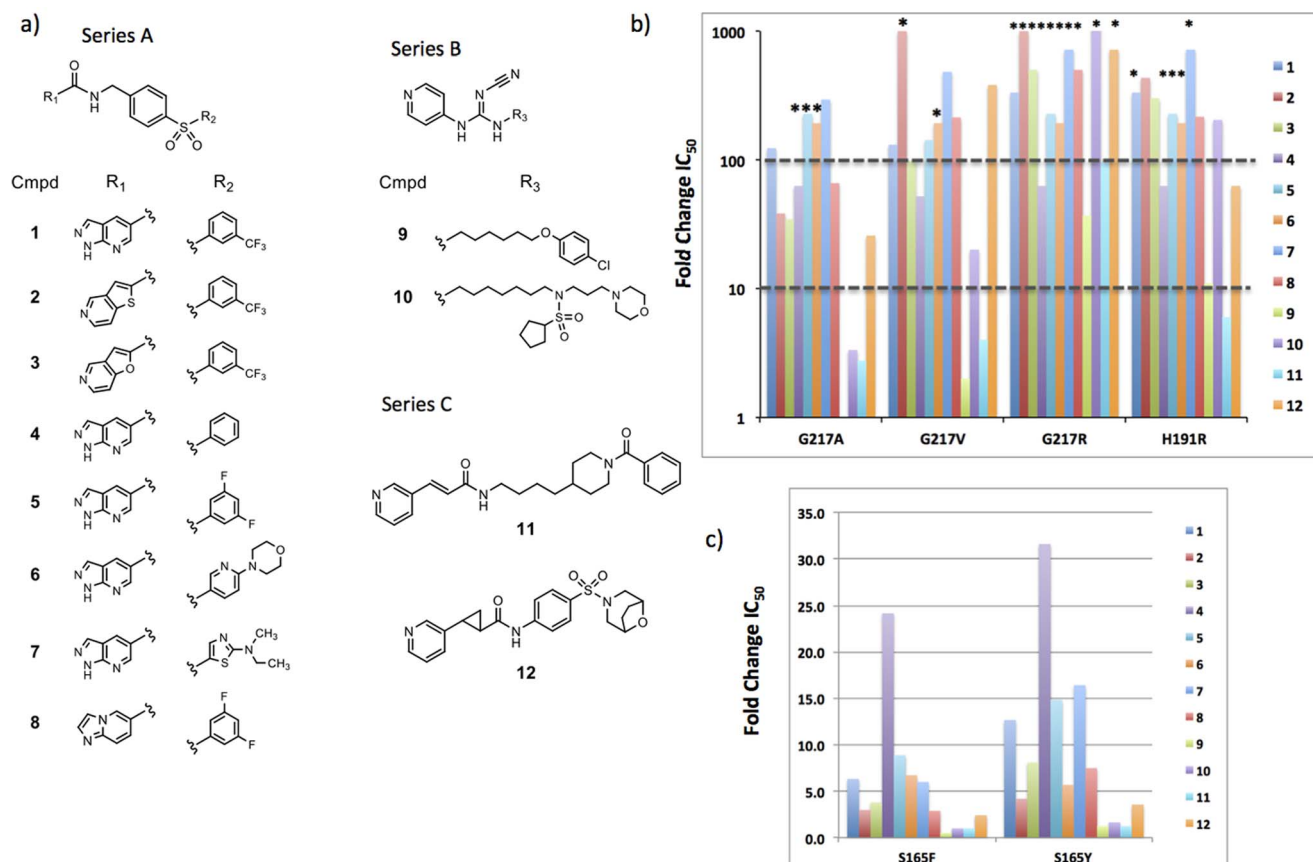 a)
Series A
O
R1
N
H
S
R2
O O
Cmpd R1 R2
1 N N H N CF3
2 N S CF3
3 N O CF3
4 N N H N
5 N N H N F F
6 N N H N N N O
7 N N H N N S N CH3 CH3
8 N N F F
Series B
N N N N H N H R3
Cmpd R3
9 O Cl
10 N S O O N O
Series C
N O N H N O
11
N O N H O S O N O
12
b)
Fold Change IC50
1000
100
10
1
*** * * ********* * * * *** *
G217A G217V G217R H191R
1
2
3
4
5
6
7
8
9
10
11
12
c)
Fold Change IC50
35.0
30.0
25.0
20.0
15.0
10.0
5.0
0.0
S165F S165Y
1
2
3
4
5
6
7
8
9
10
11
12